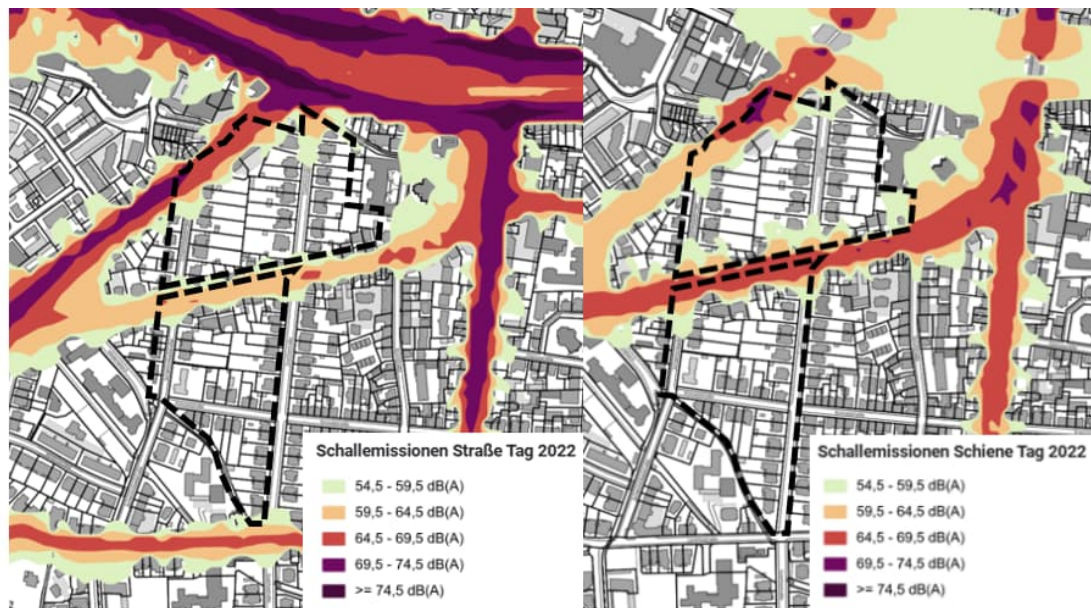 Schallemissionen Straße Tag 2022
54,5 - 59,5 dB(A)
59,5 - 64,5 dB(A)
64,5 - 69,5 dB(A)
69,5 - 74,5 dB(A)
>= 74,5 dB(A)
Schallemissionen Schiene Tag 2022
54,5 - 59,5 dB(A)
59,5 - 64,5 dB(A)
64,5 - 69,5 dB(A)
69,5 - 74,5 dB(A)
>= 74,5 dB(A)